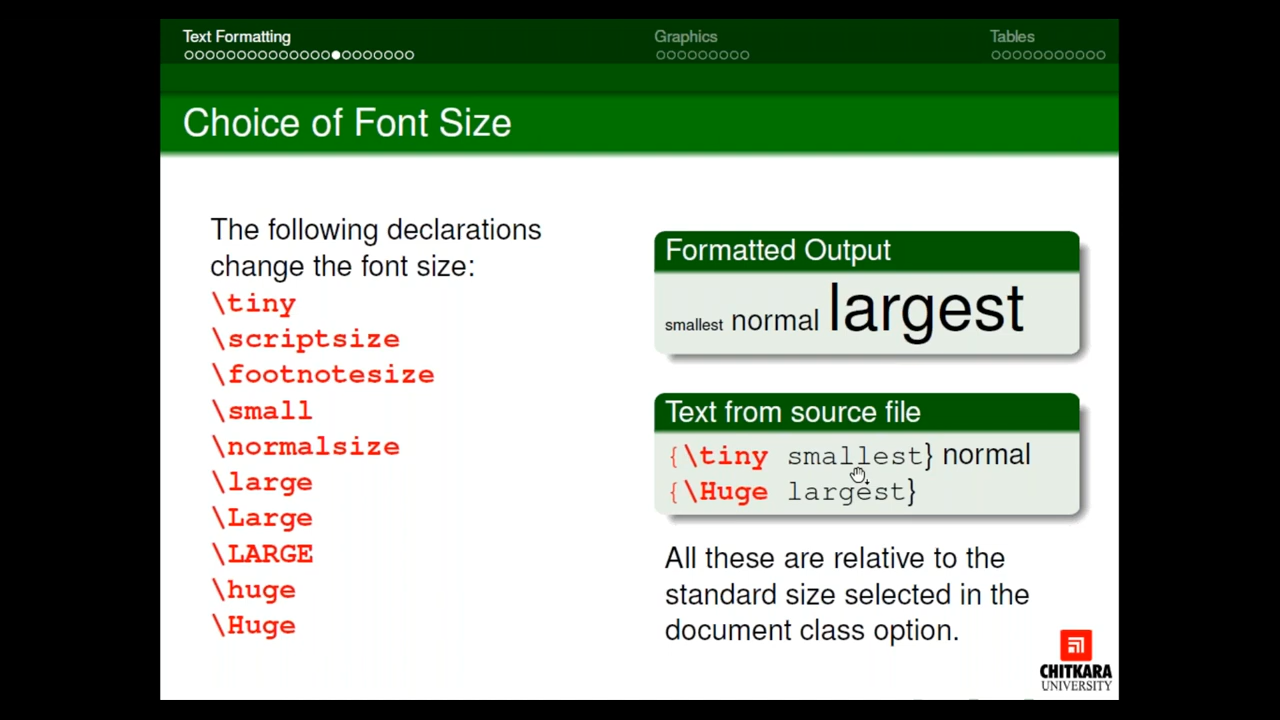 Text Formatting
Graphics
Tables
Choice of Font Size
The following declarations
change the font size:
\tiny
\scriptsize
\footnotesize
\small
\normalsize
\large
\Large
\LARGE
\huge
\Huge
Formatted Output
smallest normal largest
Text from source file
{\tiny smallest} normal
{\Huge largest}
All these are relative to the
standard size selected in the
document class option.
CHITKARA
UNIVERSITY